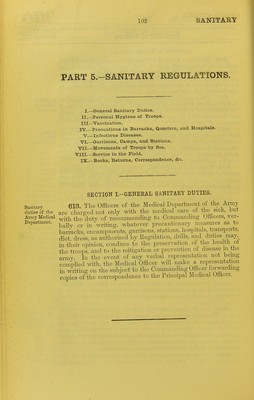 102 SANITARY
PART 5.—SANITARY REGULATIONS.
I.—General Sanitary Duties.
II.—Personal Hygiene of Troops.
III.—Vaccination.
IV.—Precautions in Barracks, Quarters, and Hospitals.
V.—Infectious Diseases.
VI.—Garrisons, Camps, and Stations.
VII.—Movements of Troops by Sea.
VIII.—Service in the Field.
IX.—Books, Returns, Correspondence, &c.
SECTION I.—GENERAL SANITARY DUTIES.
Sanitary
duties of the
Army Medical
Department.
613. The Officers of the Medical Department of the Army
are charged not only with the medical care of the sick, but
with the duty of recommending to Commanding Officers, ver-
bally or in writing, whatever precautionary measures as to
barracks, encampments, garrisons, stations, hospitals, transports,
diet, dress, as authorized by Regulation, drills, and duties may,
in their opinion, conduce to the preservation of the health of
the troops, and to the mitigation or prevention of disease in the
army. In the event of any verbal representation not being
complied with, the Medical Officer will make a representation
in writing on the subject to the Commanding Officer forwarding
copies of the correspondence to the Principal Medical Officer.